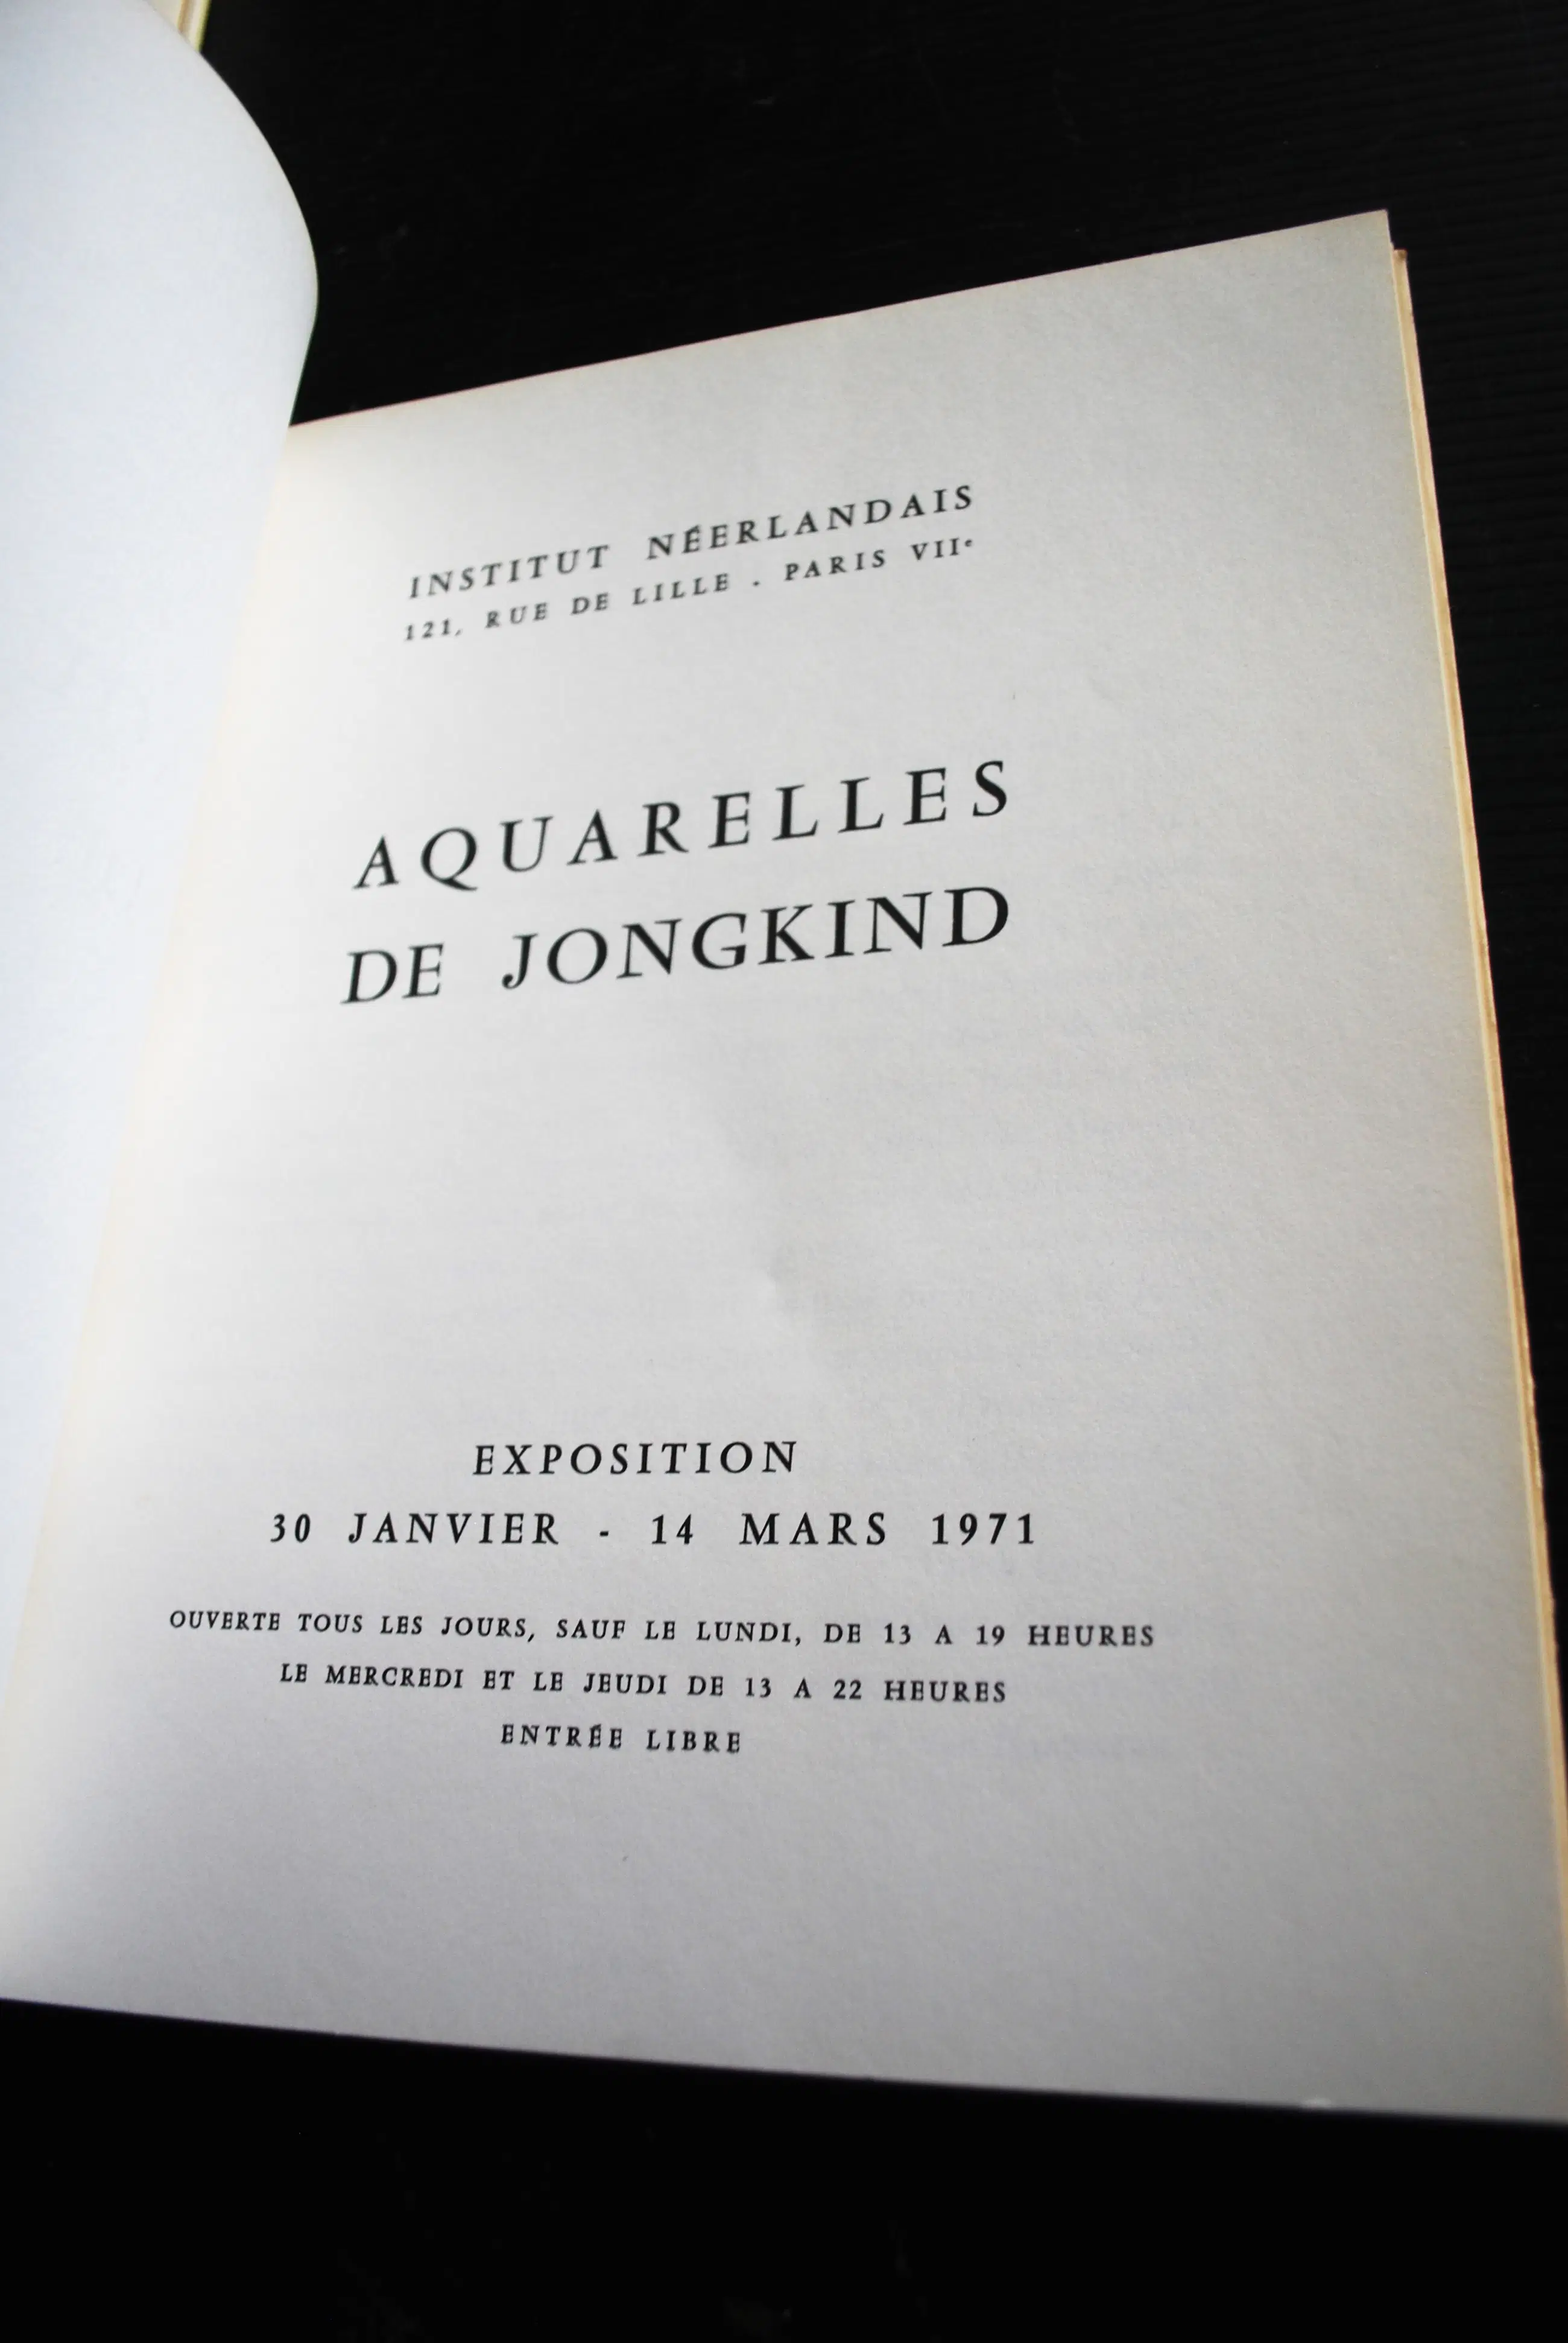 INSTITUT NÉERLANDAIS
121, RUE DE LILLE . PARIS VIIᵉ
AQUARELLES
DE JONGKIND
EXPOSITION
30 JANVIER - 14 MARS 1971
OUVERTE TOUS LES JOURS, SAUF LE LUNDI, DE 13 A 19 HEURES
LE MERCREDI ET LE JEUDI DE 13 A 22 HEURES
ENTRÉE LIBRE